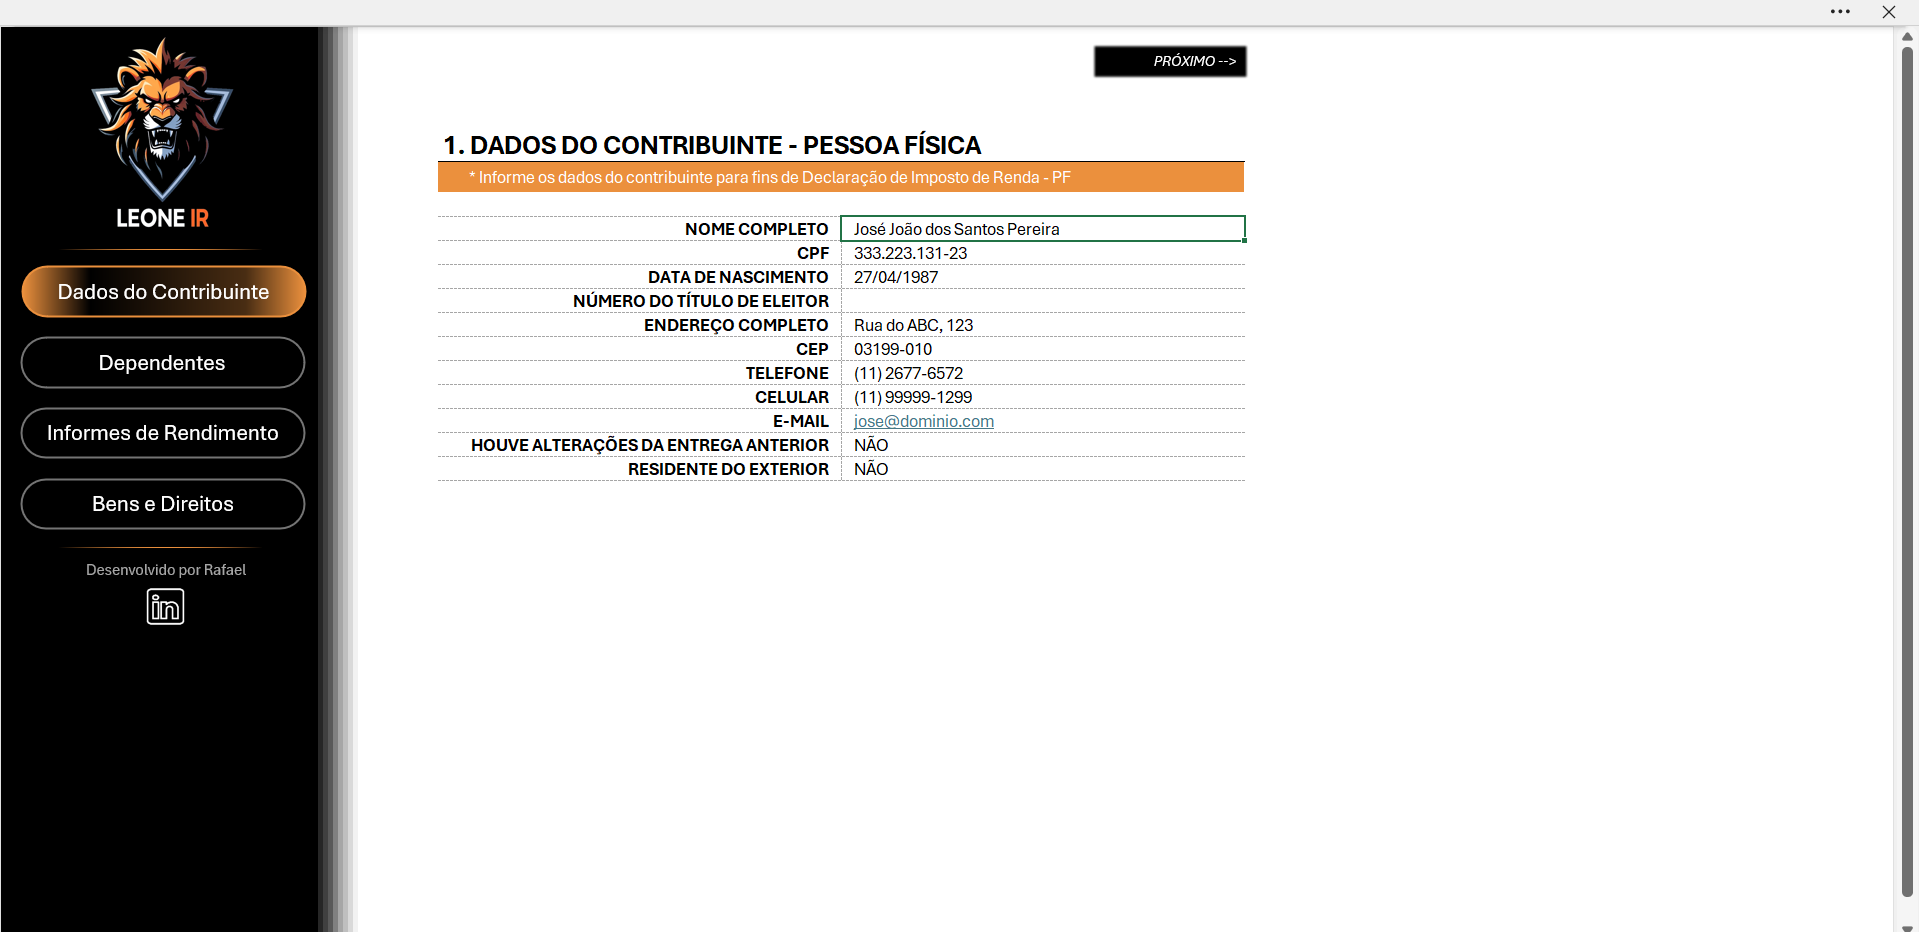 PRÓXIMO -->
LEONE IR
Dados do Contribuinte
Dependentes
Informes de Rendimento
Bens e Direitos
Desenvolvido por Rafael
in
1. DADOS DO CONTRIBUINTE - PESSOA FÍSICA
* Informe os dados do contribuinte para fins de Declaração de Imposto de Renda - PF
NOME COMPLETO José João dos Santos Pereira
CPF 333.223.131-23
DATA DE NASCIMENTO 27/04/1987
NÚMERO DO TÍTULO DE ELEITOR
ENDEREÇO COMPLETO Rua do ABC, 123
CEP 03199-010
TELEFONE (11) 2677-6572
CELULAR (11) 99999-1299
E-MAIL jose@dominio.com
HOUVE ALTERAÇÕES DA ENTREGA ANTERIOR NÃO
RESIDENTE DO EXTERIOR NÃO